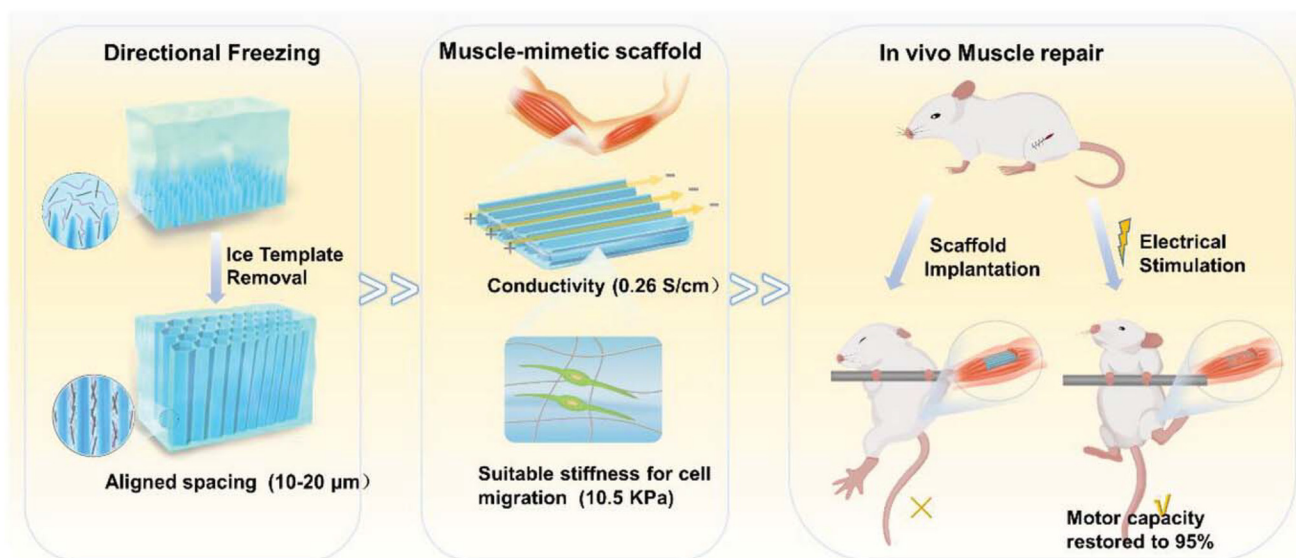 Directional Freezing
Ice Template
Removal
Aligned spacing (10-20 μm）
Muscle-mimetic scaffold
+
+
+
-
-
-
Conductivity (0.26 S/cm）
Suitable stiffness for cell
migration (10.5 KPa)
In vivo Muscle repair
Scaffold
Implantation
Electrical
Stimulation
Motor capacity
restored to 95%